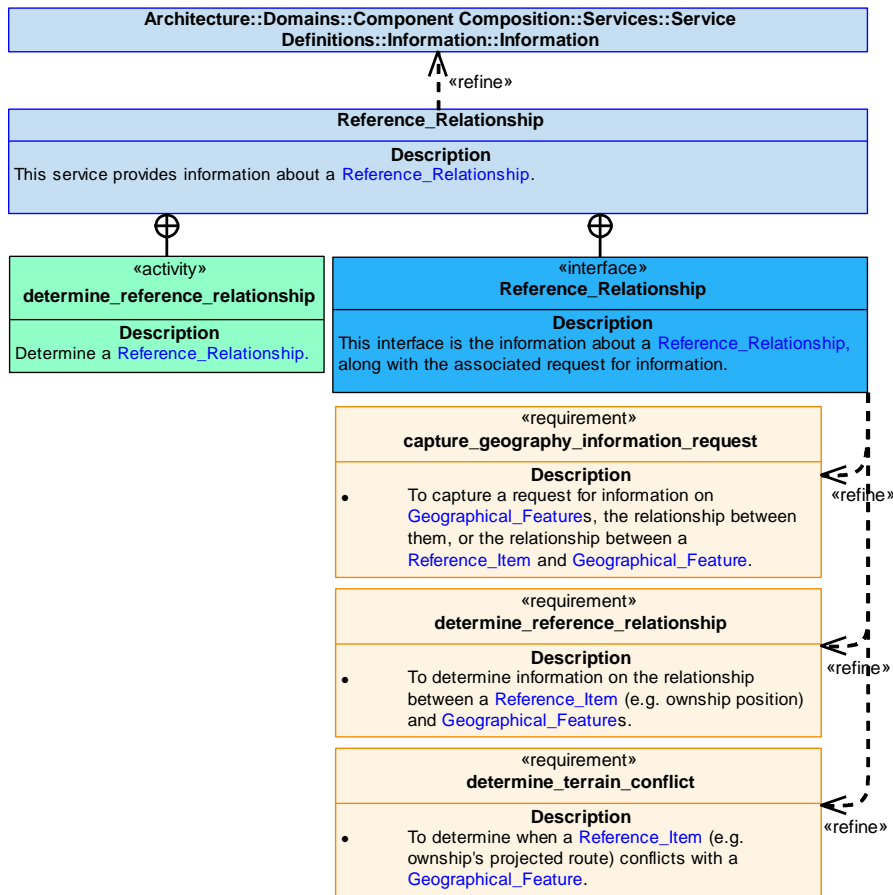 Architecture::Domains::Component Composition::Services::Service
Definitions::Information::Information
«refine»
Reference_Relationship
Description
This service provides information about a Reference_Relationship.
«activity»
determine_reference_relationship
Description
Determine a Reference_Relationship.
«interface»
Reference_Relationship
Description
This interface is the information about a Reference_Relationship,
along with the associated request for information.
«requirement»
capture_geography_information_request
Description
• To capture a request for information on
Geographical_Features, the relationship between
them, or the relationship between a
Reference_Item and Geographical_Feature.
«refine»
«requirement»
determine_reference_relationship
Description
• To determine information on the relationship
between a Reference_Item (e.g. ownship position)
and Geographical_Features.
«refine»
«requirement»
determine_terrain_conflict
Description
• To determine when a Reference_Item (e.g.
ownship's projected route) conflicts with a
Geographical_Feature.
«refine»